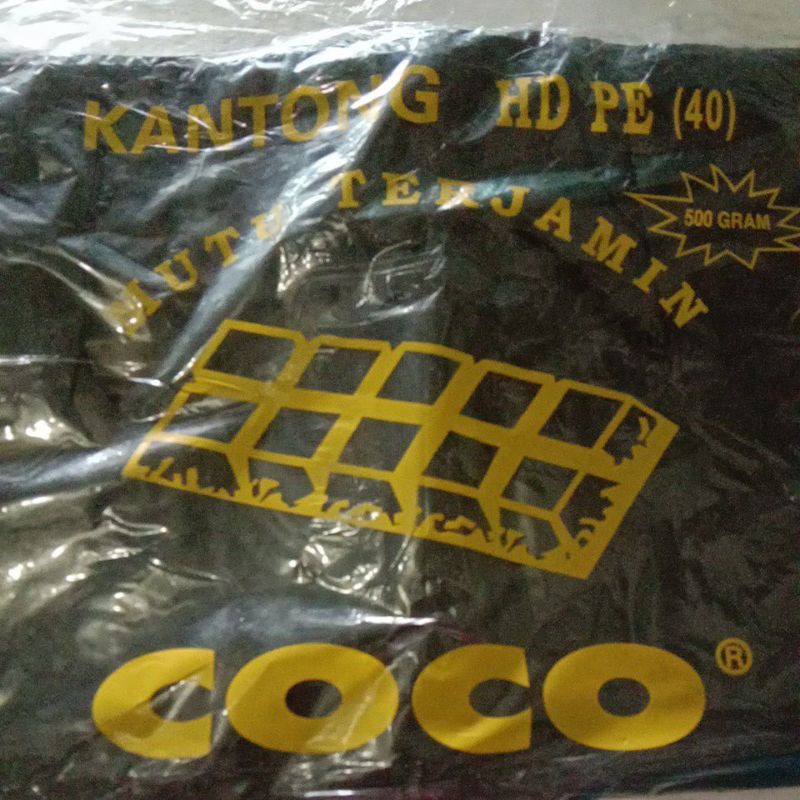 KANTONG HD PE (40)
MUTU TERJAMIN
500 GRAM
COCO ®